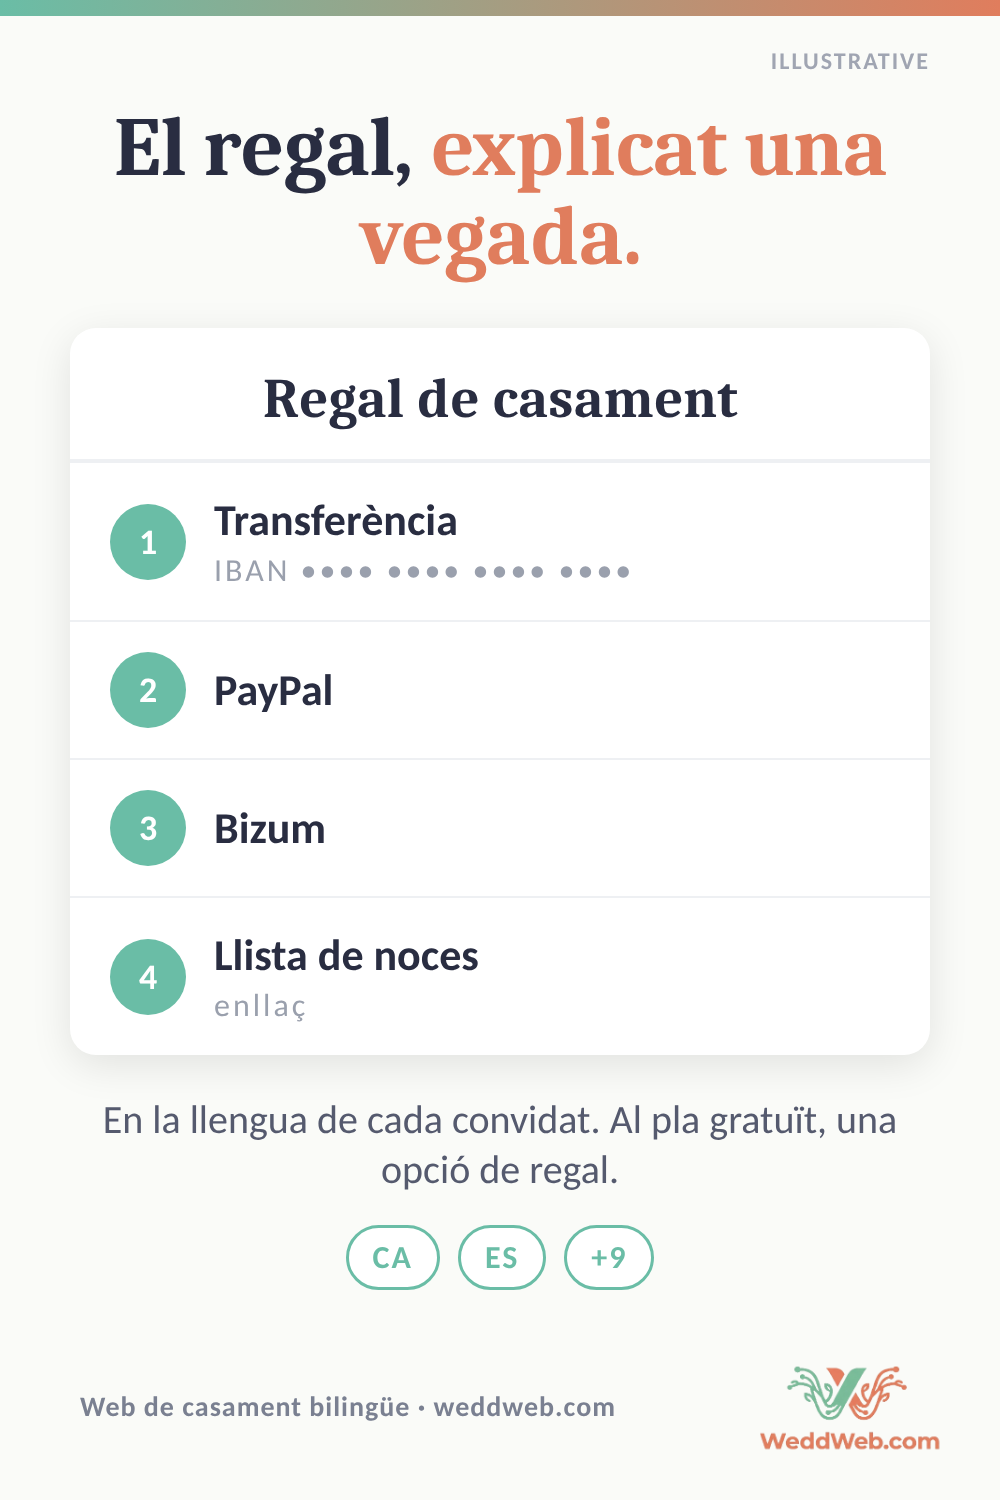 ILLUSTRATIVE
El regal, explicat una
vegada.
Regal de casament
1
Transferència
IBAN •••• •••• •••• ••••
2
PayPal
3
Bizum
4
Llista de noces
enllaç
En la llengua de cada convidat. Al pla gratuït, una
opció de regal.
CA ES +9
Web de casament bilingüe · weddweb.com
WeddWeb.com